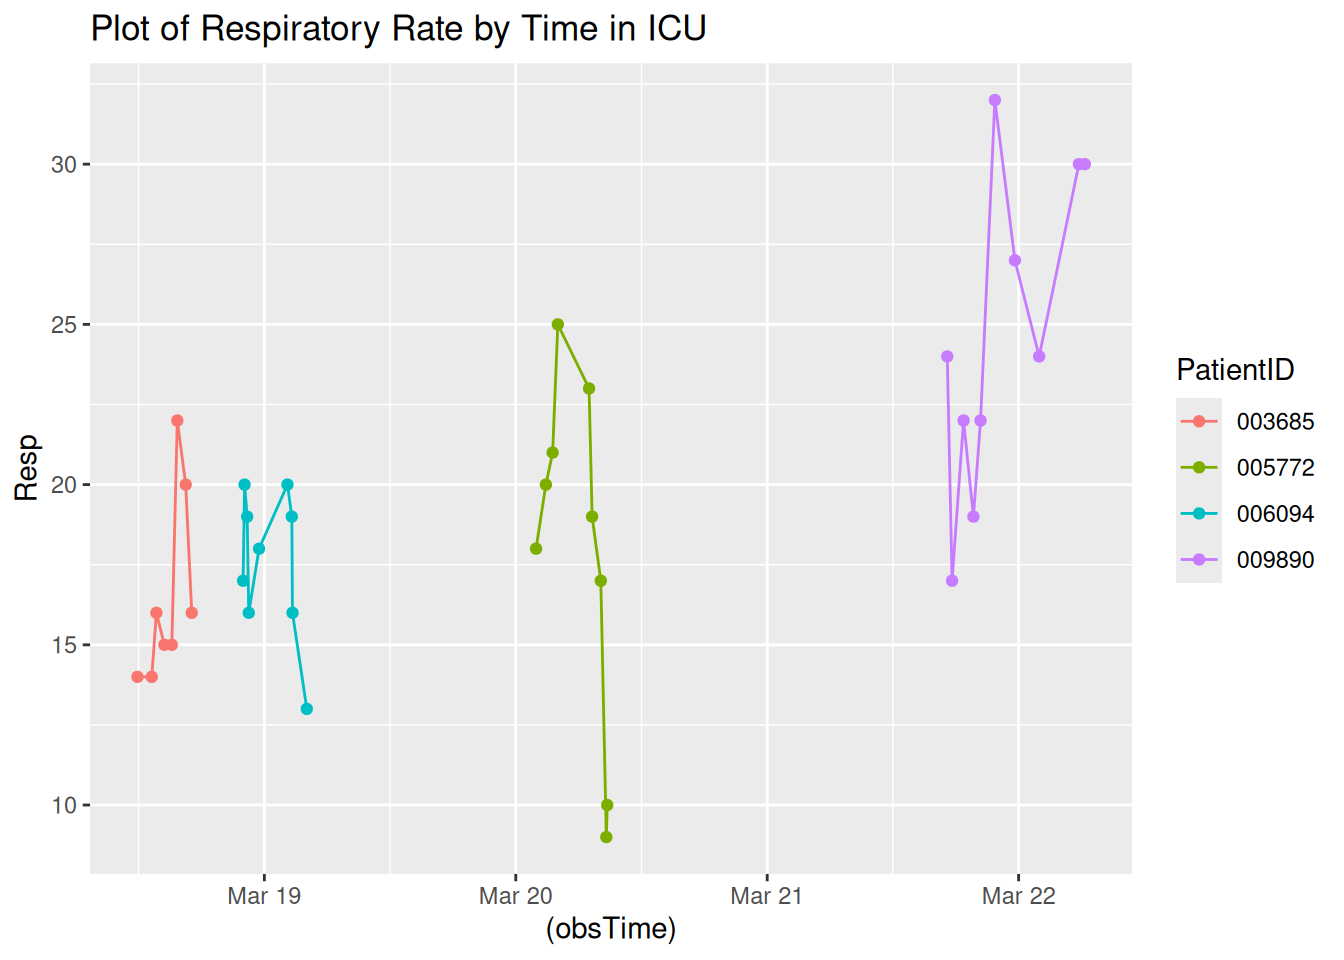 Plot of Respiratory Rate by Time in ICU
Resp
30
25
20
15
10
Mar 19 Mar 20 Mar 21 Mar 22
(obsTime)
PatientID
003685
005772
006094
009890